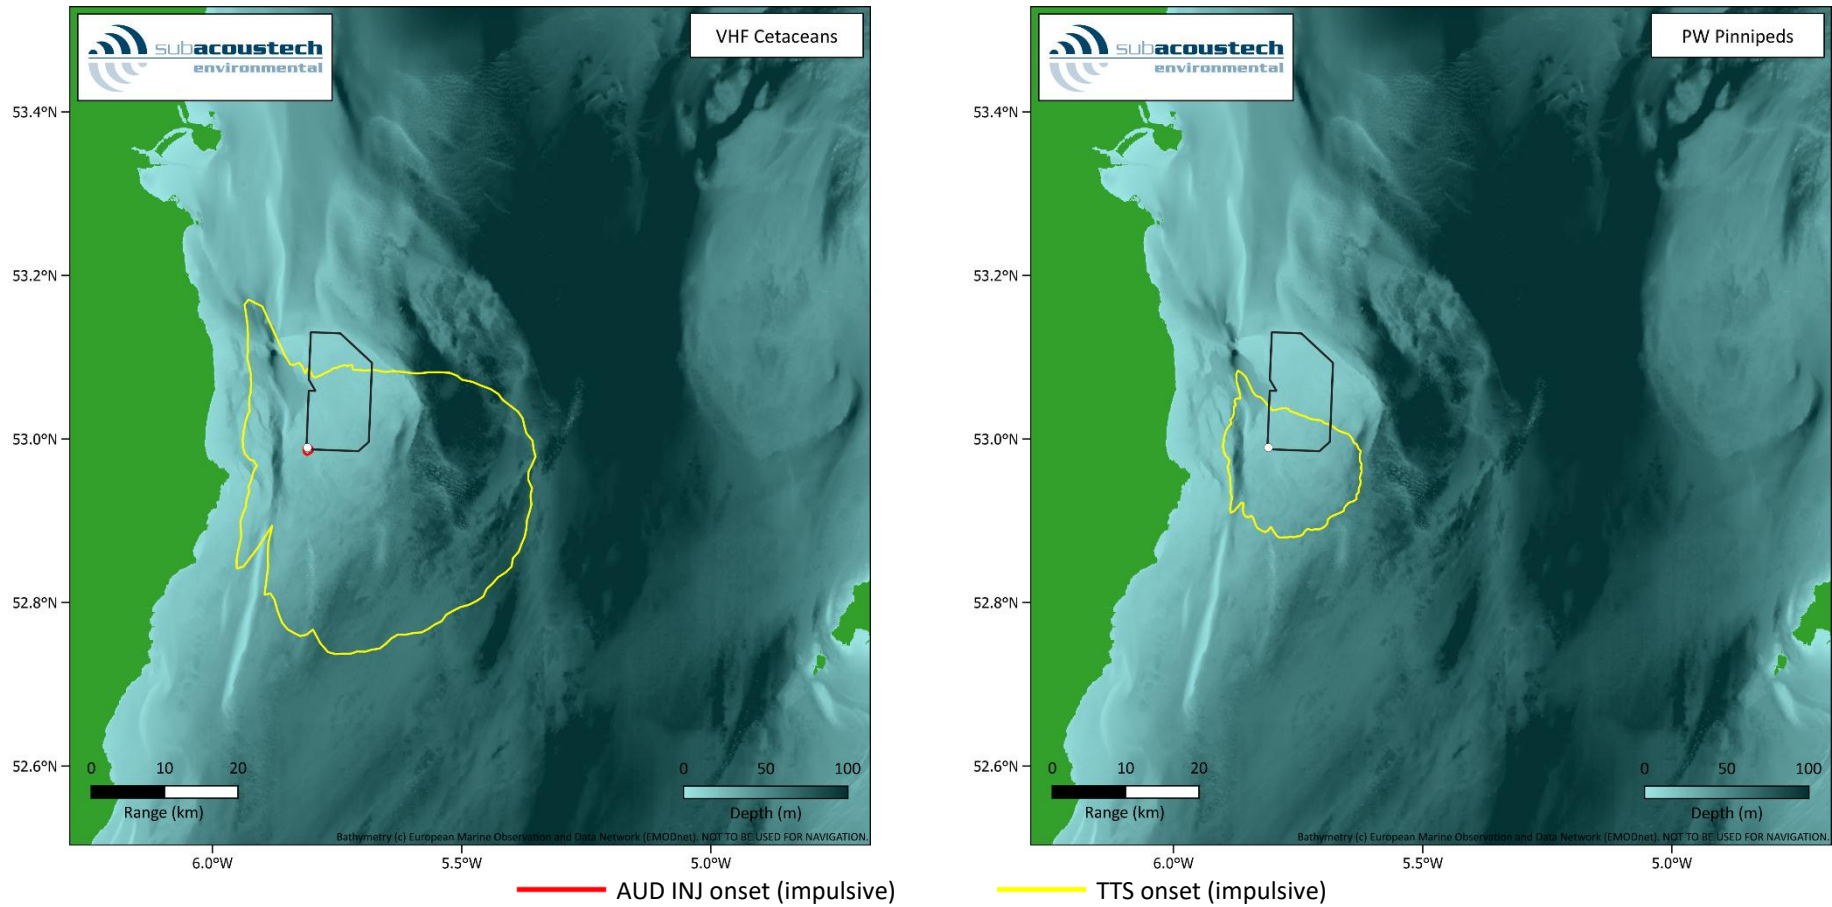 subacoustech
environmental
VHF Cetaceans
53.4°N
53.2°N
53.0°N
52.8°N
52.6°N
0 10 20
Range (km)
0 50 100
Depth (m)
Bathymetry (c) European Marine Observation and Data Network (EMODnet). NOT TO BE USED FOR NAVIGATION.
6.0°W 5.5°W 5.0°W
subacoustech
environmental
PW Pinnipeds
53.4°N
53.2°N
53.0°N
52.8°N
52.6°N
0 10 20
Range (km)
0 50 100
Depth (m)
Bathymetry (c) European Marine Observation and Data Network (EMODnet). NOT TO BE USED FOR NAVIGATION.
6.0°W 5.5°W 5.0°W
AUD INJ onset (impulsive) TTS onset (impulsive)